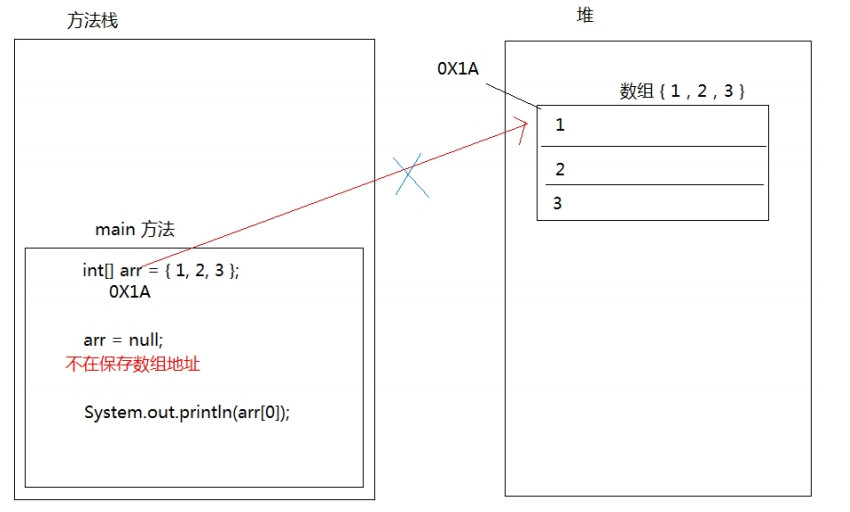 方法栈
堆
0X1A
数组 { 1 , 2 , 3 }
1
2
3
main 方法
int[] arr = { 1, 2, 3 };
0X1A
arr = null;
不在保存数组地址
System.out.println(arr[0]);